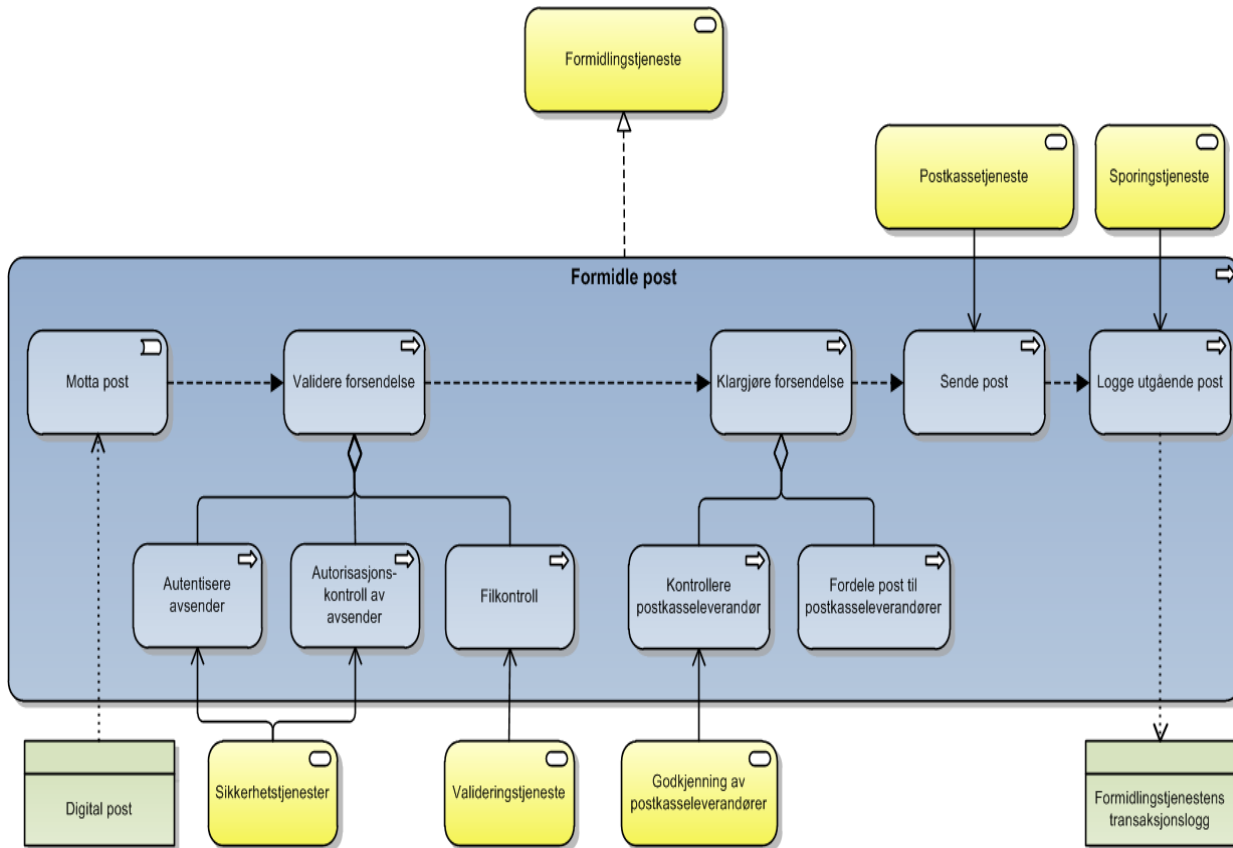 Formidlingstjeneste
Postkassetjeneste
Sporingstjeneste
Formidle post
Motta post
Validere forsendelse
Klargjøre forsendelse
Sende post
Logge utgående post
Autentisere
avsender
Autorisasjons-
kontroll av
avsender
Filkontroll
Kontrollere
postkasseleverandør
Fordele post til
postkasseleverandører
Digital post
Sikkerhetstjenester
Valideringstjeneste
Godkjenning av
postkasseleverandører
Formidlingstjenestens
transaksjonslogg